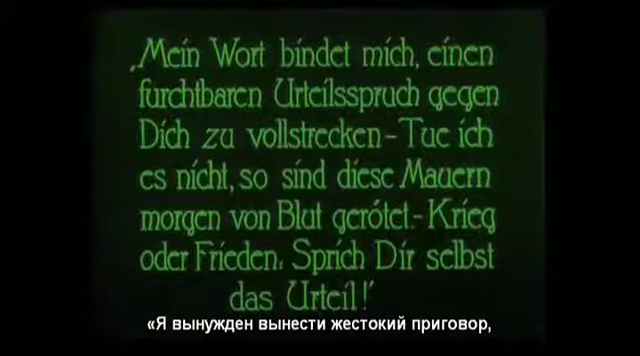 „Mein Wort bindet mich, einen
furchtbaren Urteilsspruch gegen
Dich zu vollstrecken-Tue ich
es nicht, so sind diese Mauern
morgen von Blut gerötet.-Krieg
oder Frieden: Sprich Dir selbst
das Urteil!“
«Я вынужден вынести жестокий приговор,